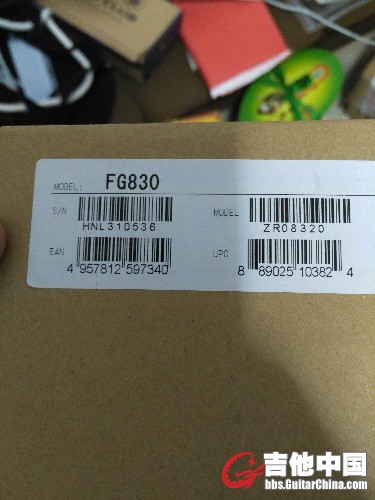 MODEL: FG830
S/N
HNL310536
MODEL
ZR08320
EAN
4 957812 597340
UPC
8 89025 10382 4
吉他中国
bbs.GuitarChina.com